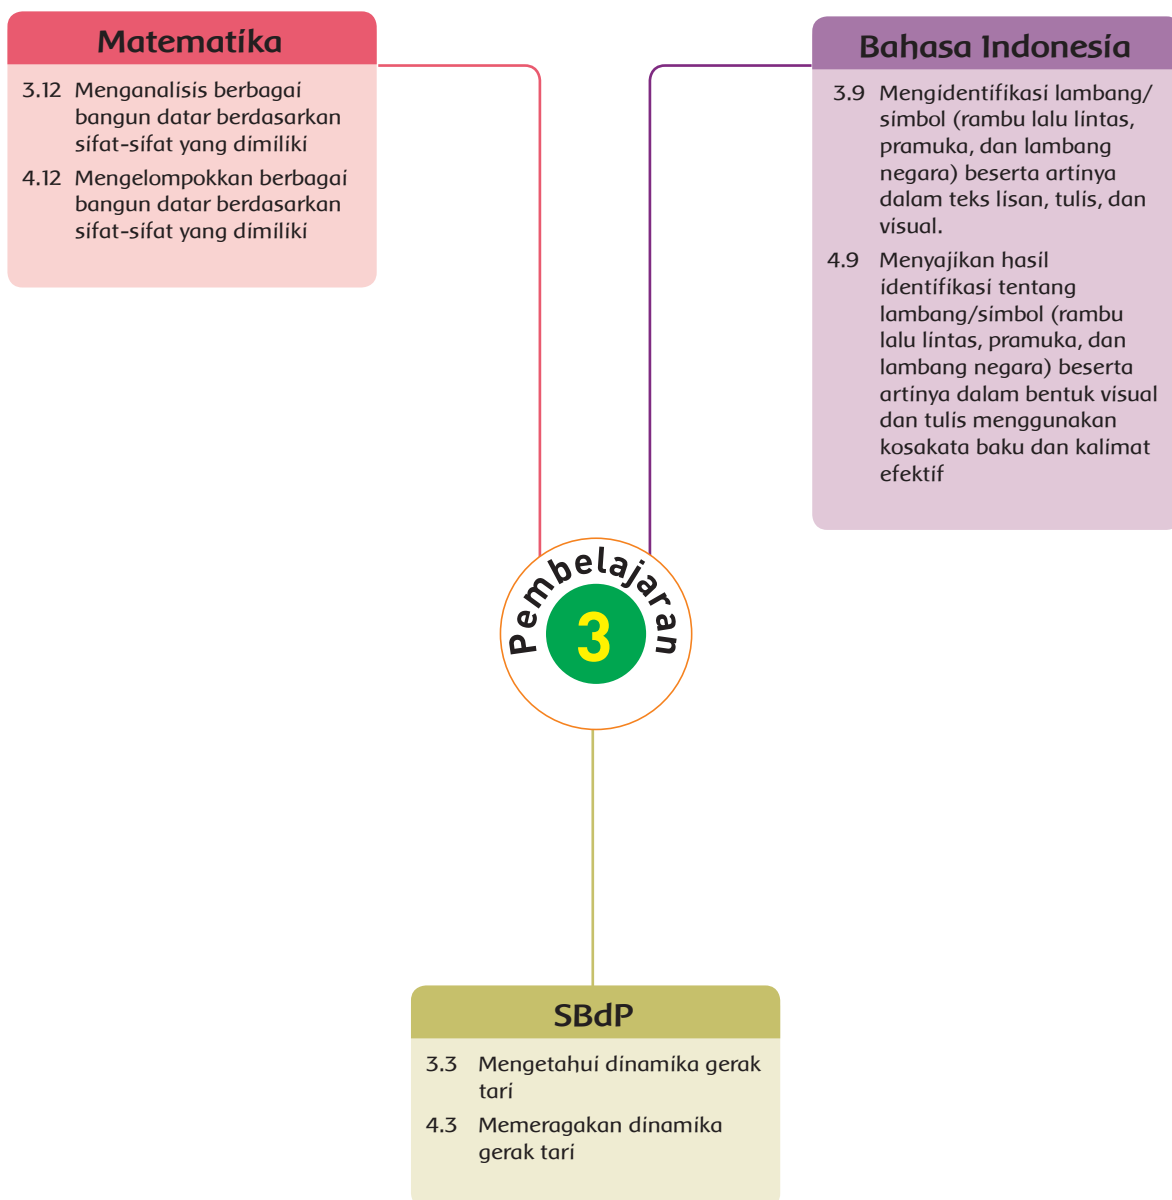 Matematika
3.12 Menganalisis berbagai
bangun datar berdasarkan
sifat-sifat yang dimiliki
4.12 Mengelompokkan berbagai
bangun datar berdasarkan
sifat-sifat yang dimiliki
Bahasa Indonesia
3.9 Mengidentifikasi lambang/
simbol (rambu lalu lintas,
pramuka, dan lambang
negara) beserta artinya
dalam teks lisan, tulis, dan
visual.
4.9 Menyajikan hasil
identifikasi tentang
lambang/simbol (rambu
lalu lintas, pramuka, dan
lambang negara) beserta
artinya dalam bentuk visual
dan tulis menggunakan
kosakata baku dan kalimat
efektif
Pembelajaran
3
SBdP
3.3 Mengetahui dinamika gerak
tari
4.3 Memeragakan dinamika
gerak tari